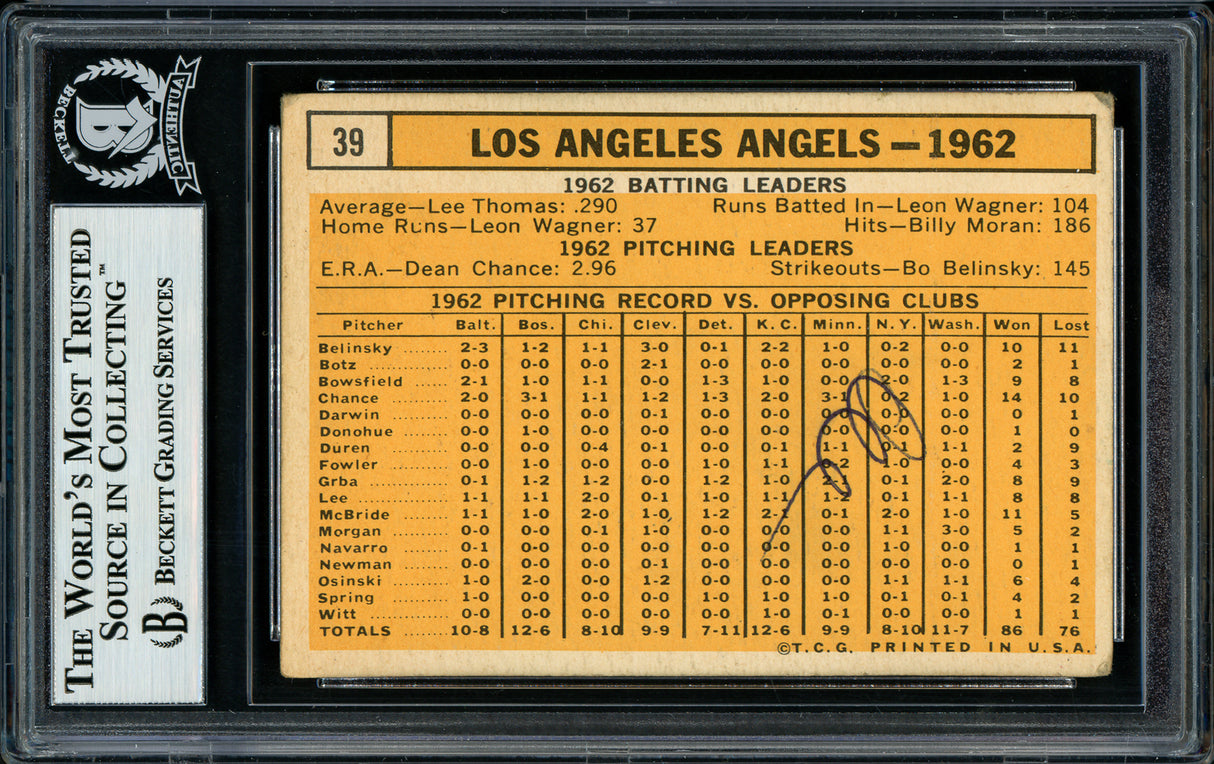 BECKETT AUTHENTIC
B
THE WORLD'S MOST TRUSTED
SOURCE IN COLLECTING™
B BECKETT GRADING SERVICES
39 LOS ANGELES ANGELS — 1962
1962 BATTING LEADERS
Average—Lee Thomas: .290 Runs Batted In—Leon Wagner: 104
Home Runs—Leon Wagner: 37 Hits—Billy Moran: 186
1962 PITCHING LEADERS
E.R.A.—Dean Chance: 2.96 Strikeouts—Bo Belinsky: 145
1962 PITCHING RECORD VS. OPPOSING CLUBS
Pitcher Balt. Bos. Chi. Clev. Det. K. C. Minn. N. Y. Wash. Won Lost
Belinsky ........ 2-3 1-2 1-1 3-0 0-1 2-2 1-0 0-2 0-0 10 11
Botz ........ 0-0 0-0 0-0 2-1 0-0 0-0 0-0 0-0 0-0 2 1
Bowsfield ...... 2-1 1-0 1-1 0-0 1-3 1-0 0-0 2-0 1-3 9 8
Chance ........ 2-0 3-1 1-1 1-2 1-3 2-0 3-1 0-2 1-0 14 10
Darwin ........ 0-0 0-0 0-0 0-1 0-0 0-0 0-0 0-0 0-0 0 1
Donohue ........ 0-0 1-0 0-0 0-0 0-0 0-0 0-0 0-0 0-0 1 0
Duren ........ 0-0 0-0 0-4 0-1 0-0 0-1 1-1 0-1 1-1 2 9
Fowler ........ 0-0 1-0 0-0 0-0 1-0 1-1 0-2 1-0 0-0 4 3
Grba ........ 0-1 1-2 1-2 0-0 1-2 1-0 0-1 2-0 8 9
Lee ........ 1-1 1-1 2-0 0-1 0-0 1-1 1-2 0-1 1-1 8 8
McBride ........ 1-1 1-0 2-0 1-0 1-2 2-1 0-1 2-0 1-0 11 5
Morgan ........ 0-0 0-0 0-1 1-0 0-0 0-0 0-0 1-1 3-0 5 2
Navarro ........ 0-1 0-0 0-0 0-0 0-0 0-0 0-0 1-0 0-0 1 1
Newman ........ 0-0 0-0 0-0 0-1 0-0 0-0 0-0 0-0 0-0 0 1
Osinski ........ 1-0 2-0 0-0 1-2 0-0 0-0 0-0 1-1 1-1 6 4
Spring ........ 1-0 0-0 0-0 0-0 1-0 1-0 1-0 0-1 0-1 4 2
Witt ........ 0-0 0-0 0-0 0-0 0-0 1-0 0-1 0-0 0-0 1 1
TOTALS ...... 10-8 12-6 8-10 9-9 7-11 12-6 9-9 8-10 11-7 86 76
©T.C.G. PRINTED IN U.S.A.